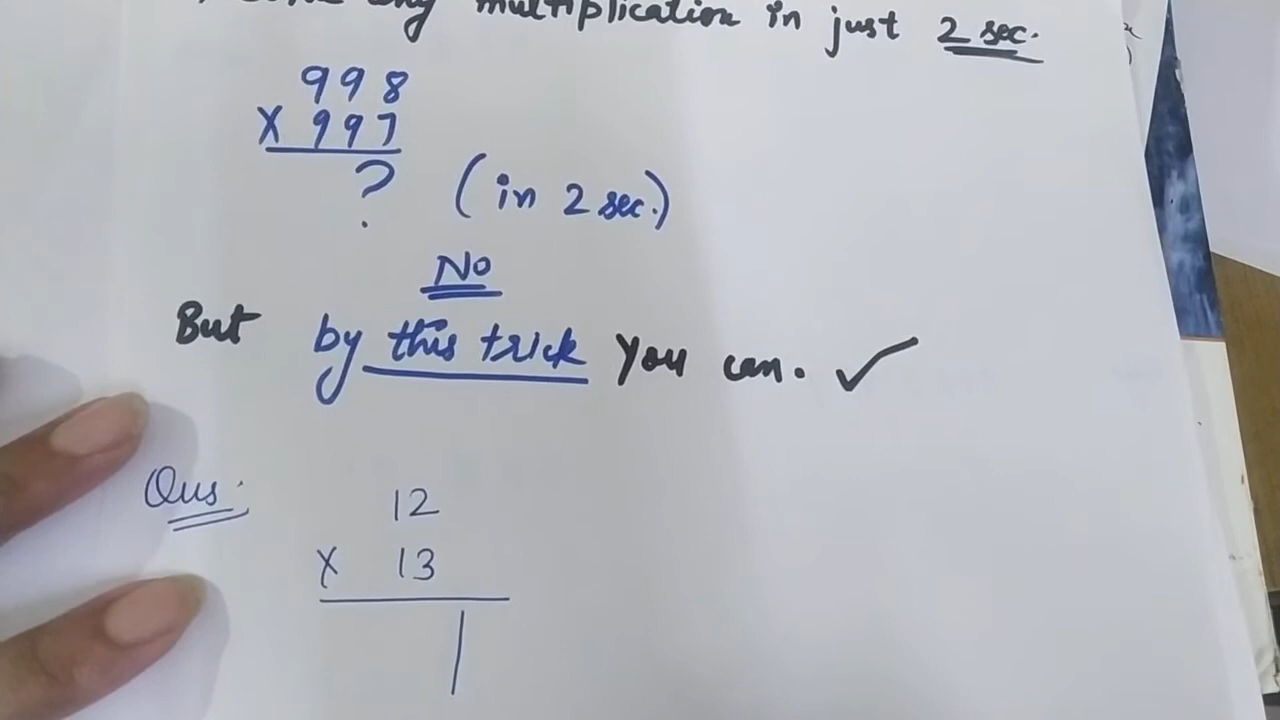 any multiplication in just 2 sec.
998
X 997
?
(in 2 sec.)
No
But by this trick you can. ✓
Qus.
12
X 13